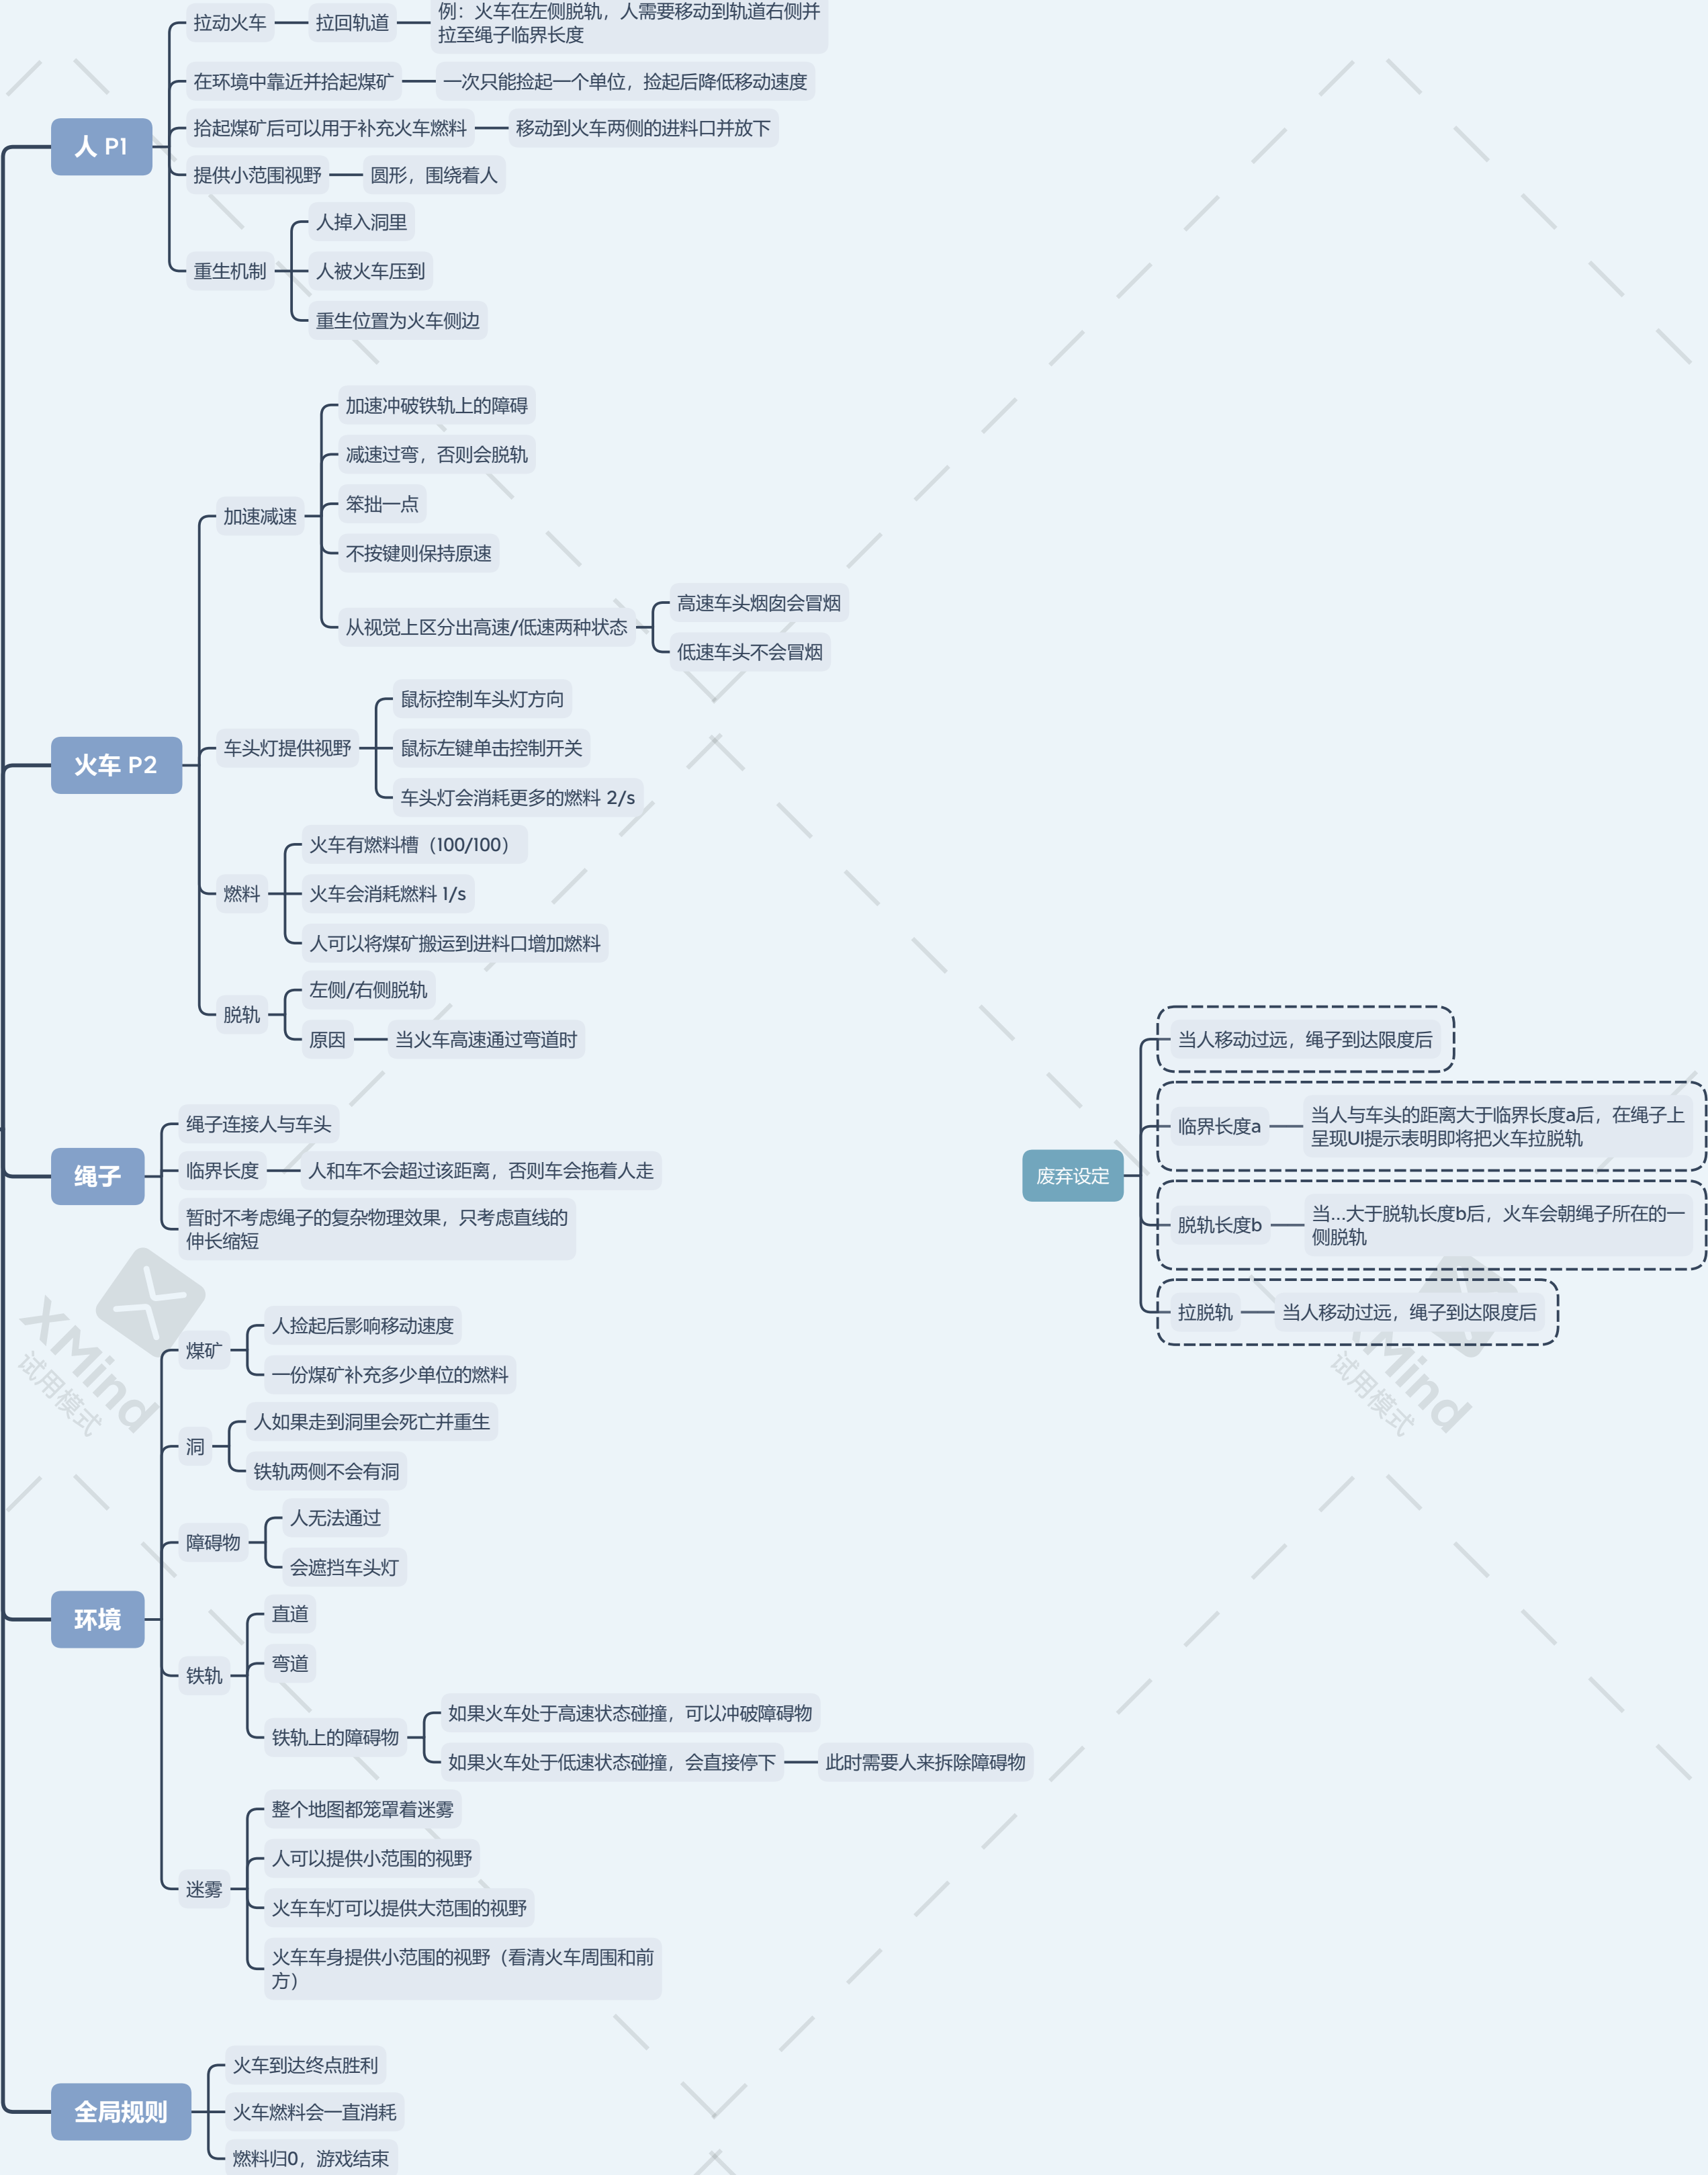 拉动火车
拉回轨道
例：火车在左侧脱轨，人需要移动到轨道右侧并
拉至绳子临界长度
在环境中靠近并拾起煤矿
一次只能捡起一个单位，捡起后降低移动速度
人 P1
拾起煤矿后可以用于补充火车燃料
移动到火车两侧的进料口并放下
提供小范围视野
圆形，围绕着人
重生机制
人掉入洞里
人被火车压到
重生位置为火车侧边
火车 P2
加速减速
加速冲破铁轨上的障碍
减速过弯，否则会脱轨
笨拙一点
不按键则保持原速
从视觉上区分出高速/低速两种状态
高速车头烟囱会冒烟
低速车头不会冒烟
车头灯提供视野
鼠标控制车头灯方向
鼠标左键单击控制开关
车头灯会消耗更多的燃料 2/s
燃料
火车有燃料槽（100/100）
火车会消耗燃料 1/s
人可以将煤矿搬运到进料口增加燃料
脱轨
左侧/右侧脱轨
原因
当火车高速通过弯道时
绳子
绳子连接人与车头
临界长度
人和车不会超过该距离，否则车会拖着人走
暂时不考虑绳子的复杂物理效果，只考虑直线的
伸长缩短
废弃设定
当人移动过远，绳子到达限度后
临界长度a
当人与车头的距离大于临界长度a后，在绳子上
呈现UI提示表明即将把火车拉脱轨
脱轨长度b
当...大于脱轨长度b后，火车会朝绳子所在的一
侧脱轨
拉脱轨
当人移动过远，绳子到达限度后
环境
煤矿
人捡起后影响移动速度
一份煤矿补充多少单位的燃料
洞
人如果走到洞里会死亡并重生
铁轨两侧不会有洞
障碍物
人无法通过
会遮挡车头灯
铁轨
直道
弯道
铁轨上的障碍物
如果火车处于高速状态碰撞，可以冲破障碍物
如果火车处于低速状态碰撞，会直接停下
此时需要人来拆除障碍物
迷雾
整个地图都笼罩着迷雾
人可以提供小范围的视野
火车车灯可以提供大范围的视野
火车车身提供小范围的视野（看清火车周围和前
方）
全局规则
火车到达终点胜利
火车燃料会一直消耗
燃料归0，游戏结束
XMind
试用模式
XMind
试用模式